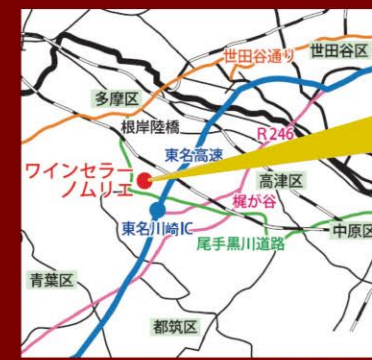 世田谷通り
世田谷区
多摩区
根岸陸橋
R246
東名高速
ワインセラー
ノムリエ
高津区
梶が谷
東名川崎IC
中原区
尾手黒川道路
青葉区
都筑区